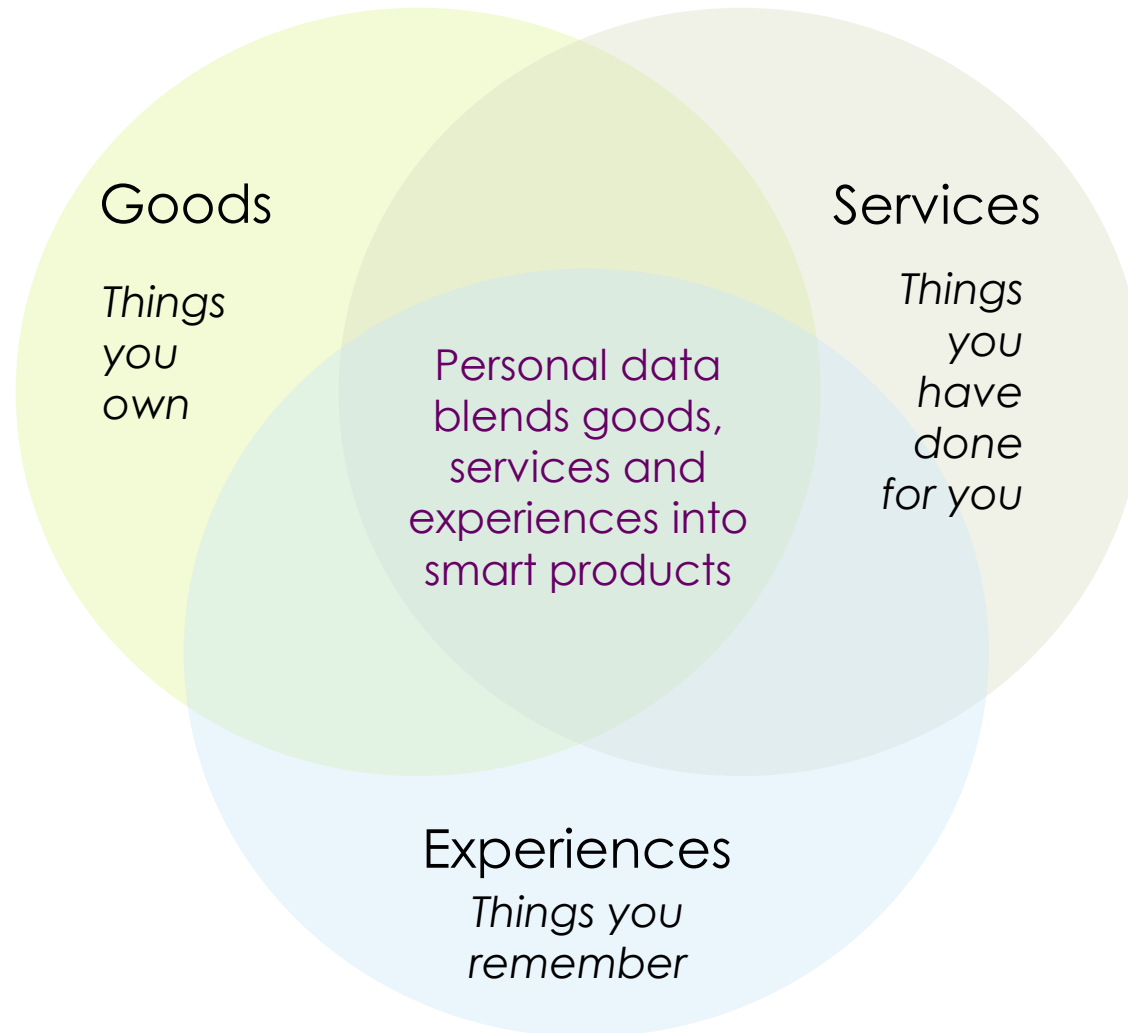 Goods
Things
you
own
Services
Things
you
have
done
for you
Personal data
blends goods,
services and
experiences into
smart products
Experiences
Things you
remember